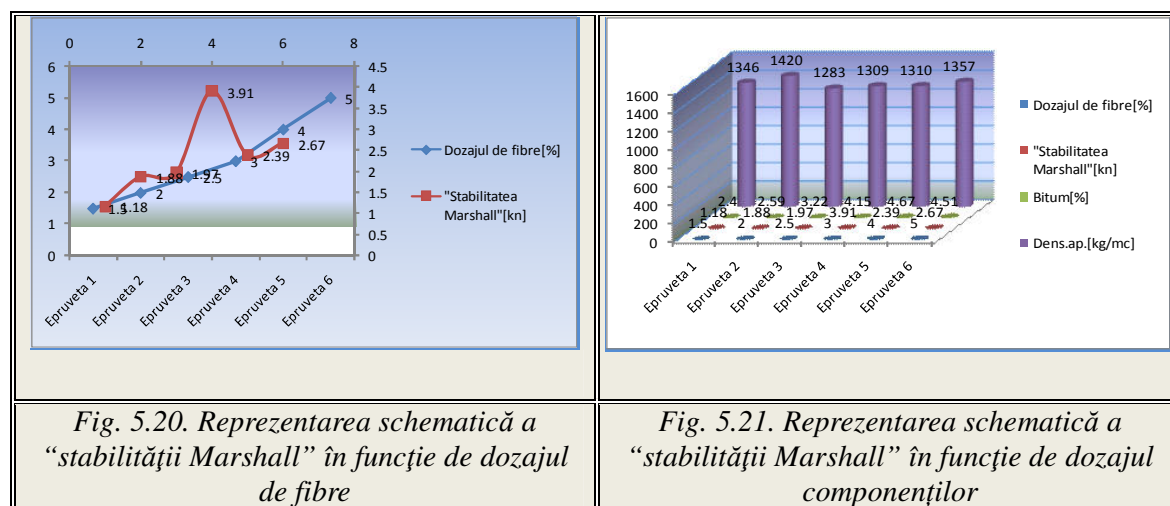 0 2 4 6 8
6 4.5
5 4
4 3.5
3 3
2 2.5
1 2
0 1.5
1
0.5
0
1.5 2 2.5 3 4 5
1.18 1.88 1.97 3.91 2.39 2.67
Epruveta 1
Epruveta 2
Epruveta 3
Epruveta 4
Epruveta 5
Epruveta 6
Dozajul de fibre[%]
"Stabilitatea
Marshall"[kn]
Fig. 5.20. Reprezentarea schematică a
“stabilităţii Marshall” în funcţie de dozajul
de fibre
1600
1400
1200
1000
800
600
400
200
0
1346 1420 1283 1309 1310 1357
2.4 2.59 3.22 4.15 4.67 4.51
1.18 1.88 1.97 3.91 2.39 2.67
1.5 2 2.5 3 4 5
Epruveta 1
Epruveta 2
Epruveta 3
Epruveta 4
Epruveta 5
Epruveta 6
Dozajul de fibre[%]
"Stabilitatea
Marshall"[kn]
Bitum[%]
Dens.ap.[kg/mc]
Fig. 5.21. Reprezentarea schematică a
“stabilităţii Marshall” în funcţie de dozajul
componenților